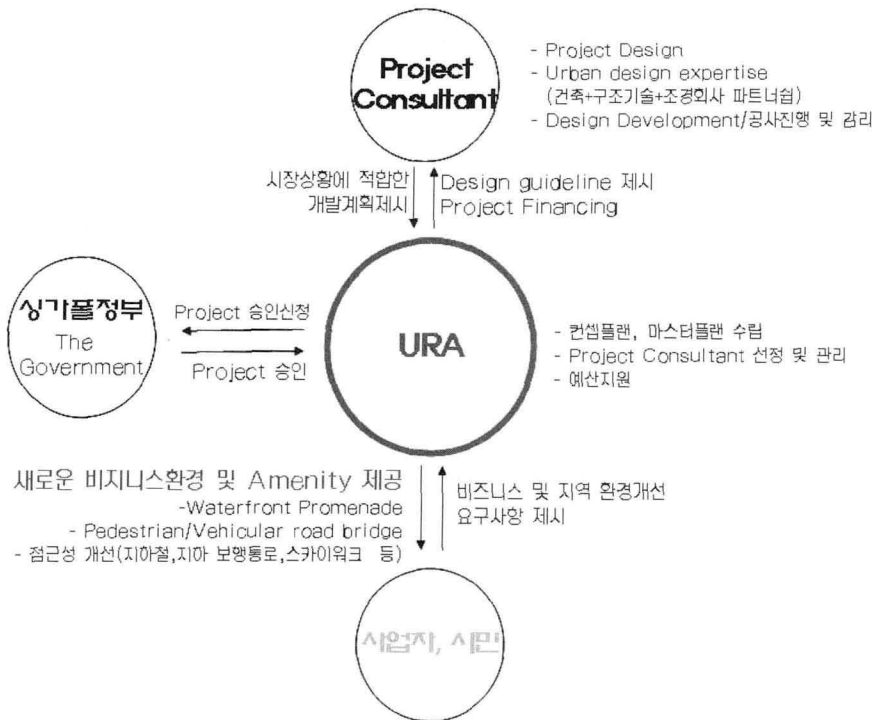 Project
Consultant
- Project Design
- Urban design expertise
(건축+구조기술+조경회사 파트너쉽)
- Design Development/공사진행 및 감리
시장상황에 적합한
개발계획제시
Design guideline 제시
Project Financing
싱가폴정부
The
Government
Project 승인신청
Project 승인
URA
- 컨셉플랜, 마스터플랜 수립
- Project Consultant 선정 및 관리
- 예산지원
새로운 비지니스환경 및 Amenity 제공
-Waterfront Promenade
- Pedestrian/Vehicular road bridge
- 접근성 개선(지하철,지하 보행통로,스카이워크 등)
비즈니스 및 지역 환경개선
요구사항 제시
사업자, 시민